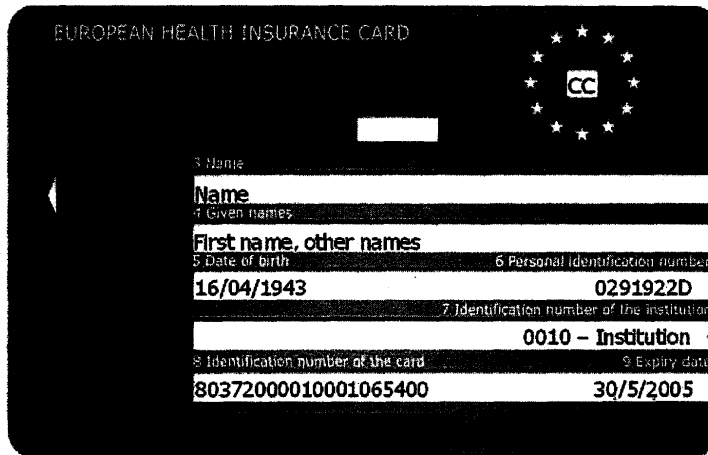 EUROPEAN HEALTH INSURANCE CARD
CC
3 Name
Name
4 Given names
First name, other names
5 Date of birth 6 Personal identification number
16/04/1943 0291922D
7 Identification number of the institution
0010 – Institution
8 Identification number of the card 9 Expiry date
80372000010001065400 30/5/2005